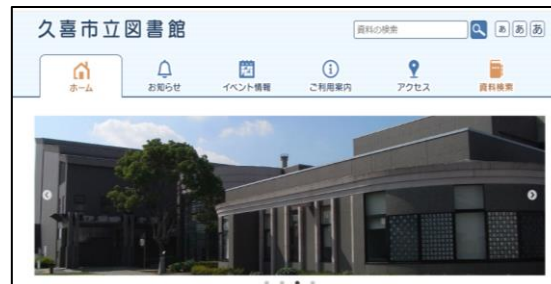 久喜市立図書館
資料の検索
あ あ あ
ホーム お知らせ イベント情報 ご利用案内 アクセス 資料検索